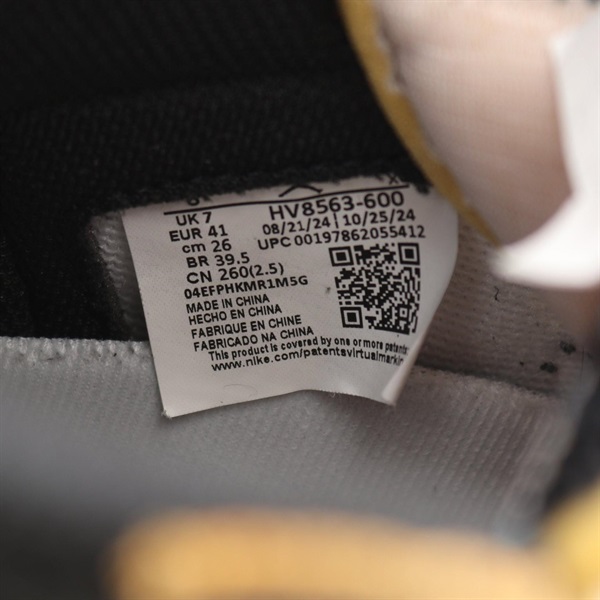 UK 7
EUR 41
cm 26
BR 39.5
CN 260(2.5)
04EFPHKMR1M5G
HV8563-600
08/21/24 | 10/25/24
UPC 00197862055412
MADE IN CHINA
HECHO EN CHINA
FABRIQUE EN CHINE
FABRICADO NA CHINA
This product is covered by one or more patents
www.nike.com/patentsvirtualmark